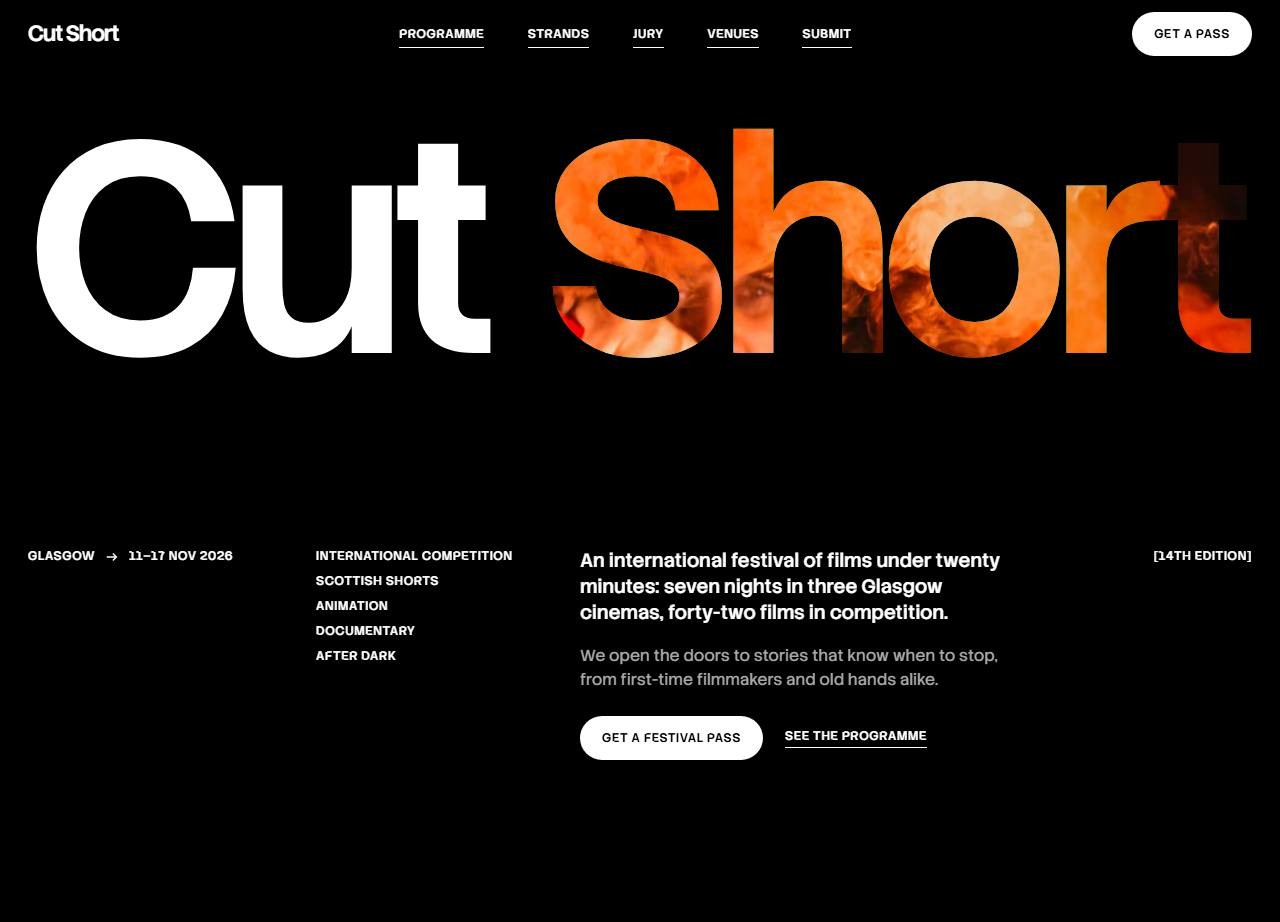 Cut Short
PROGRAMME
STRANDS
JURY
VENUES
SUBMIT
GET A PASS
Cut Short
GLASGOW → 11–17 NOV 2026
INTERNATIONAL COMPETITION
SCOTTISH SHORTS
ANIMATION
DOCUMENTARY
AFTER DARK
An international festival of films under twenty
minutes: seven nights in three Glasgow
cinemas, forty-two films in competition.
We open the doors to stories that know when to stop,
from first-time filmmakers and old hands alike.
GET A FESTIVAL PASS
SEE THE PROGRAMME
[14TH EDITION]